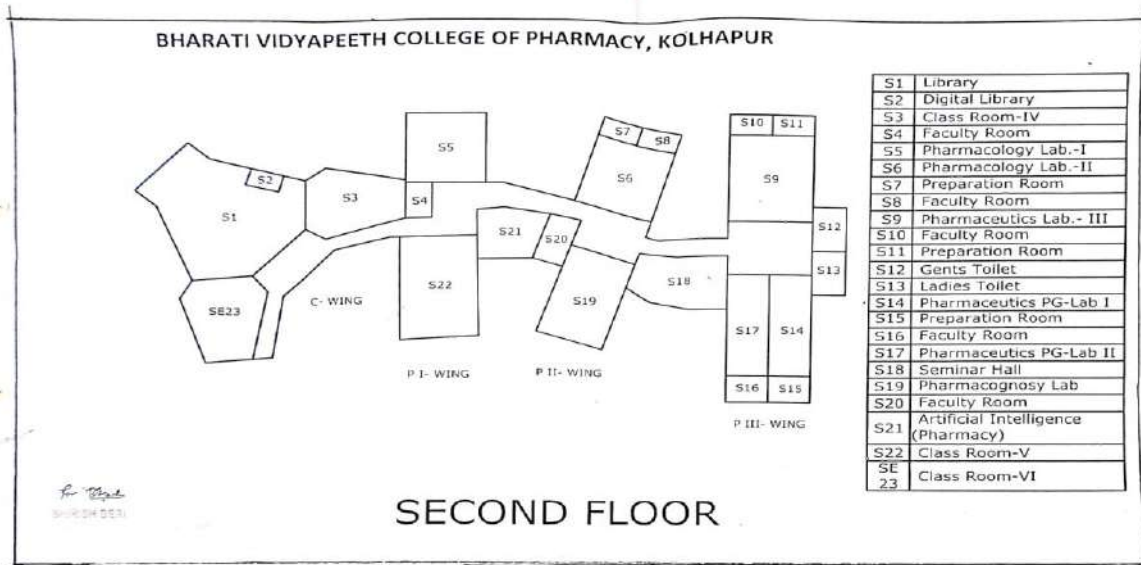 BHARATI VIDYAPEETH COLLEGE OF PHARMACY, KOLHAPUR
S1 Library
S2 Digital Library
S3 Class Room-IV
S4 Faculty Room
S5 Pharmacology Lab.-I
S6 Pharmacology Lab.-II
S7 Preparation Room
S8 Faculty Room
S9 Pharmaceutics Lab.- III
S10 Faculty Room
S11 Preparation Room
S12 Gents Toilet
S13 Ladies Toilet
S14 Pharmaceutics PG-Lab I
S15 Preparation Room
S16 Faculty Room
S17 Pharmaceutics PG-Lab II
S18 Seminar Hall
S19 Pharmacognosy Lab
S20 Faculty Room
S21 Artificial Intelligence
(Pharmacy)
S22 Class Room-V
SE
23 Class Room-VI
S10 S11
S7 S8
S5
S2 S3 S4 S6 S9
S1
S21 S20 S12
S13
S22 S19 S18
SE23
C- WING
S17 S14
P I- WING
P II- WING
S16 S15
P III- WING
SECOND FLOOR